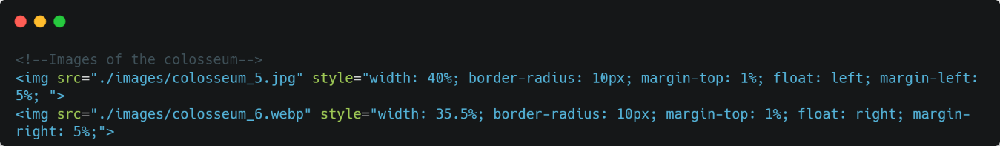 <!--Images of the colosseum-->
<img src="./images/colosseum_5.jpg" style="width: 40%; border-radius: 10px; margin-top: 1%; float: left; margin-left:
5%; ">
<img src="./images/colosseum_6.webp" style="width: 35.5%; border-radius: 10px; margin-top: 1%; float: right; margin-
right: 5%;">